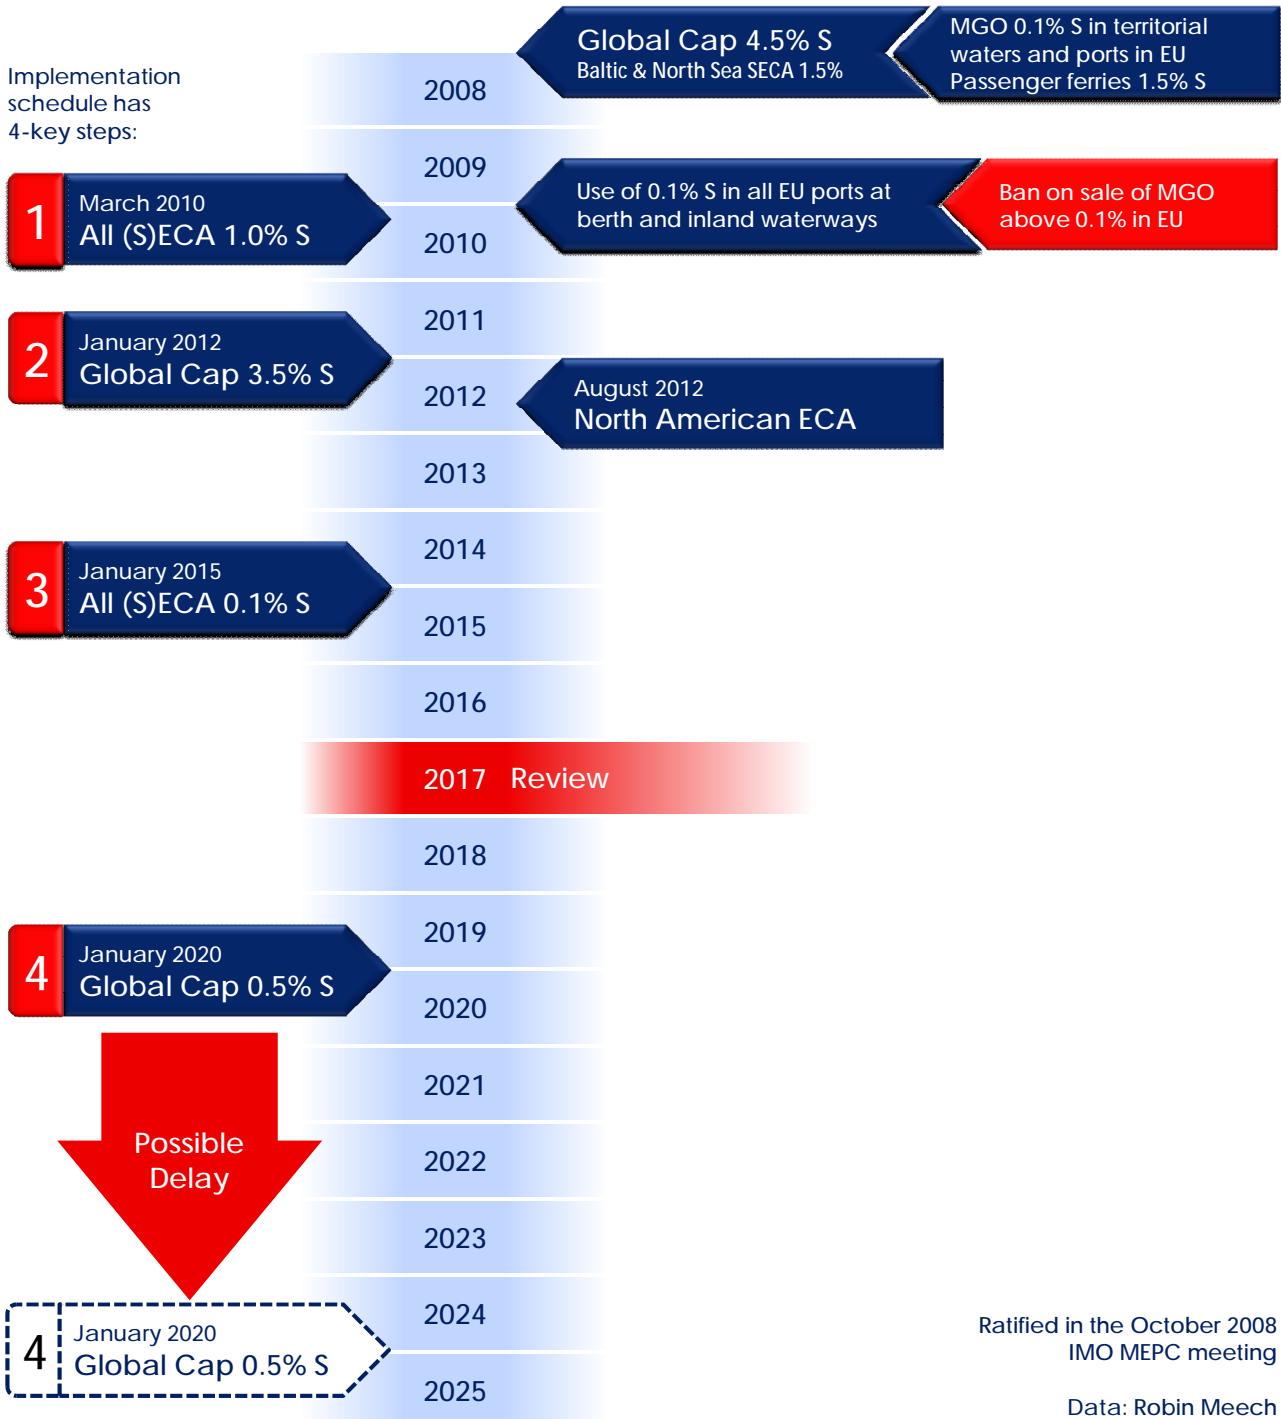 Implementation
schedule has
4-key steps:
Global Cap 4.5% S
Baltic & North Sea SECA 1.5%
MGO 0.1% S in territorial
waters and ports in EU
Passenger ferries 1.5% S
2008
2009
1
March 2010
All (S)ECA 1.0% S
Use of 0.1% S in all EU ports at
berth and inland waterways
Ban on sale of MGO
above 0.1% in EU
2010
2011
2
January 2012
Global Cap 3.5% S
2012
August 2012
North American ECA
2013
2014
3
January 2015
All (S)ECA 0.1% S
2015
2016
2017 Review
2018
2019
4
January 2020
Global Cap 0.5% S
2020
2021
Possible
Delay
2022
2023
2024
4
January 2020
Global Cap 0.5% S
2025
Ratified in the October 2008
IMO MEPC meeting
Data: Robin Meech